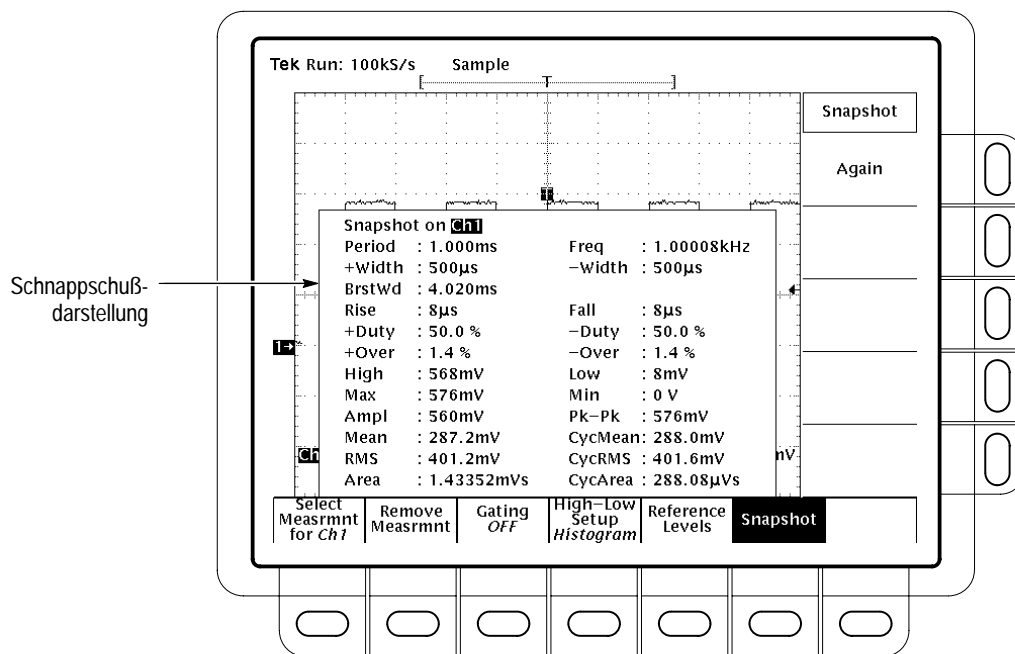 Tek Run: 100kS/s Sample
[ T ]
T
Snapshot
Again
Schnappschuß-
darstellung
Snapshot on Ch1
Period : 1.000ms Freq : 1.00008kHz
+Width : 500µs −Width : 500µs
BrstWd : 4.020ms
Rise : 8µs Fall : 8µs
+Duty : 50.0 % −Duty : 50.0 %
1→
+Over : 1.4 % −Over : 1.4 %
High : 568mV Low : 8mV
Max : 576mV Min : 0 V
Ampl : 560mV Pk−Pk : 576mV
Mean : 287.2mV CycMean: 288.0mV
Ch RMS : 401.2mV CycRMS : 401.6mV mV
Area : 1.43352mVs CycArea : 288.08µVs
Select
Measrmnt
for Ch1
Remove
Measrmnt
Gating
OFF
High−Low
Setup
Histogram
Reference
Levels
Snapshot